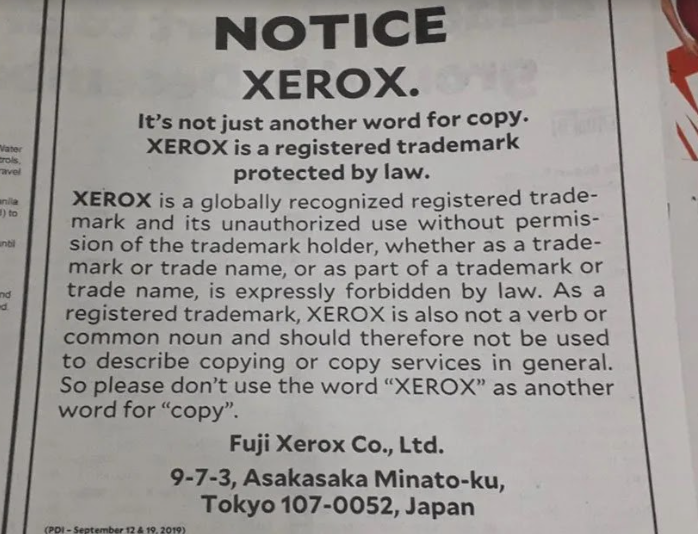 NOTICE
XEROX.
It's not just another word for copy.
XEROX is a registered trademark
protected by law.
XEROX is a globally recognized registered trade-
mark and its unauthorized use without permis-
sion of the trademark holder, whether as a trade-
mark or trade name, or as part of a trademark or
trade name, is expressly forbidden by law. As a
registered trademark, XEROX is also not a verb or
common noun and should therefore not be used
to describe copying or copy services in general.
So please don't use the word “XEROX” as another
word for “copy”.
Fuji Xerox Co., Ltd.
9-7-3, Asakasaka Minato-ku,
Tokyo 107-0052, Japan
(PDI - September 12 & 19, 2019)